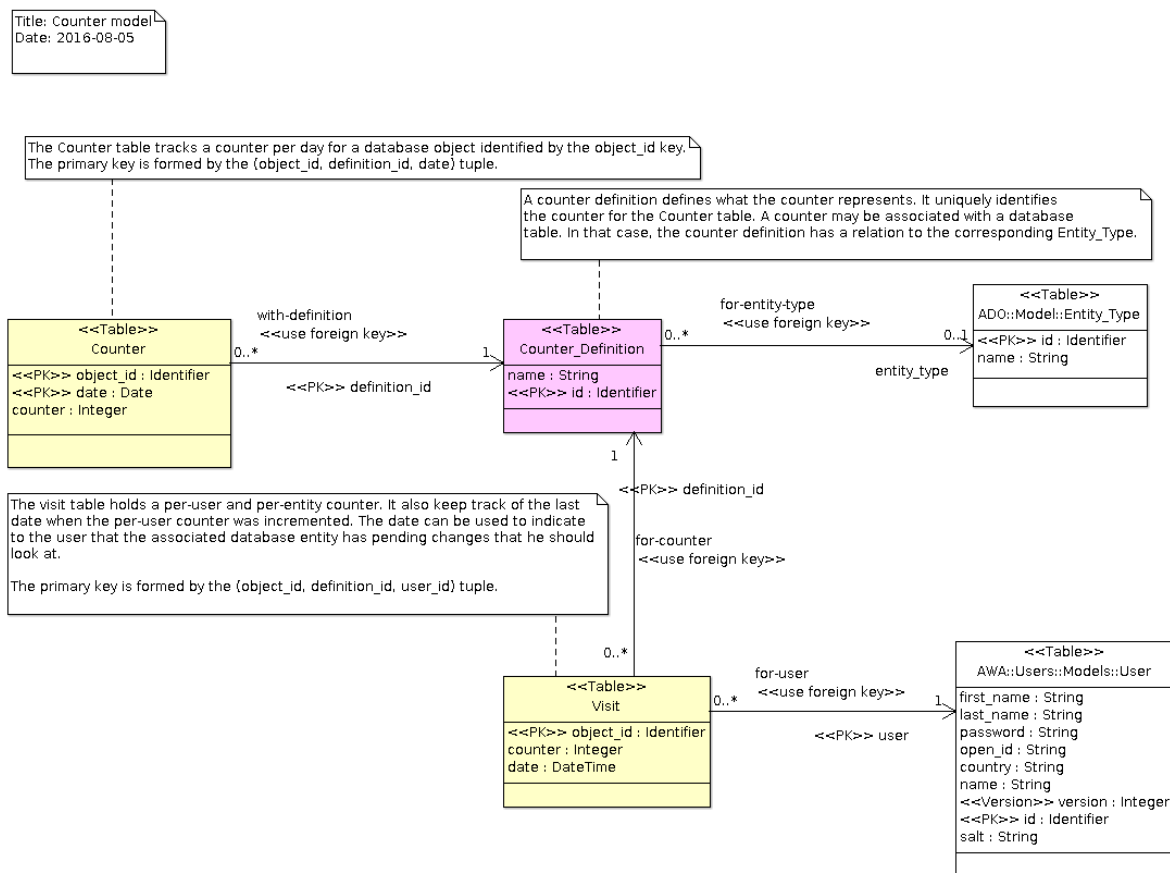 Title: Counter model
Date: 2016-08-05
The Counter table tracks a counter per day for a database object identified by the object_id key.
The primary key is formed by the (object_id, definition_id, date) tuple.
A counter definition defines what the counter represents. It uniquely identifies
the counter for the Counter table. A counter may be associated with a database
table. In that case, the counter definition has a relation to the corresponding Entity_Type.
<<Table>>
Counter
<<PK>> object_id : Identifier
<<PK>> date : Date
counter : Integer
with-definition
<<use foreign key>>
0..*
1
<<PK>> definition_id
<<Table>>
Counter_Definition
name : String
<<PK>> id : Identifier
for-entity-type
<<use foreign key>>
0..*
0..1
entity_type
<<Table>>
ADO::Model::Entity_Type
<<PK>> id : Identifier
name : String
The visit table holds a per-user and per-entity counter. It also keep track of the last
date when the per-user counter was incremented. The date can be used to indicate
to the user that the associated database entity has pending changes that he should
look at.
The primary key is formed by the (object_id, definition_id, user_id) tuple.
1
<<PK>> definition_id
for-counter
<<use foreign key>>
0..*
<<Table>>
Visit
<<PK>> object_id : Identifier
counter : Integer
date : DateTime
for-user
<<use foreign key>>
0..*
1
<<PK>> user
<<Table>>
AWA::Users::Models::User
first_name : String
last_name : String
password : String
open_id : String
country : String
name : String
<<Version>> version : Integer
<<PK>> id : Identifier
salt : String